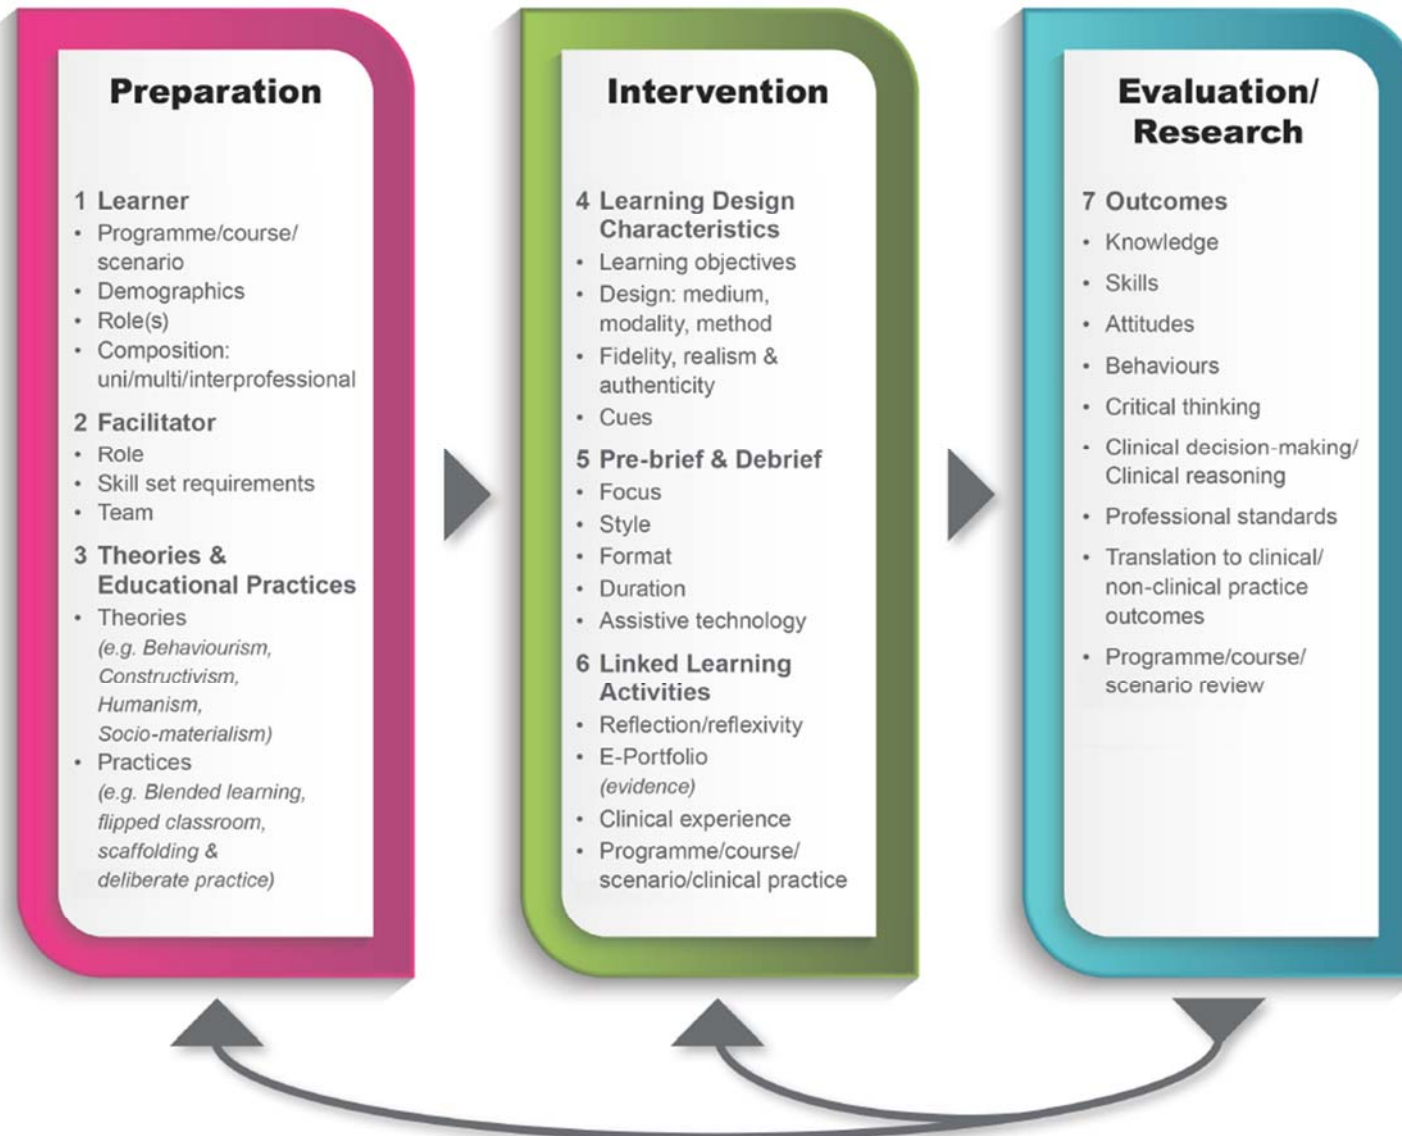 Preparation
1 Learner
• Programme/course/
scenario
• Demographics
• Role(s)
• Composition:
uni/multi/interprofessional
2 Facilitator
• Role
• Skill set requirements
• Team
3 Theories &
Educational Practices
• Theories
(e.g. Behaviourism,
Constructivism,
Humanism,
Socio-materialism)
• Practices
(e.g. Blended learning,
flipped classroom,
scaffolding &
deliberate practice)
Intervention
4 Learning Design
Characteristics
• Learning objectives
• Design: medium,
modality, method
• Fidelity, realism &
authenticity
• Cues
5 Pre-brief & Debrief
• Focus
• Style
• Format
• Duration
• Assistive technology
6 Linked Learning
Activities
• Reflection/reflexivity
• E-Portfolio
(evidence)
• Clinical experience
• Programme/course/
scenario/clinical practice
Evaluation/
Research
7 Outcomes
• Knowledge
• Skills
• Attitudes
• Behaviours
• Critical thinking
• Clinical decision-making/
Clinical reasoning
• Professional standards
• Translation to clinical/
non-clinical practice
outcomes
• Programme/course/
scenario review